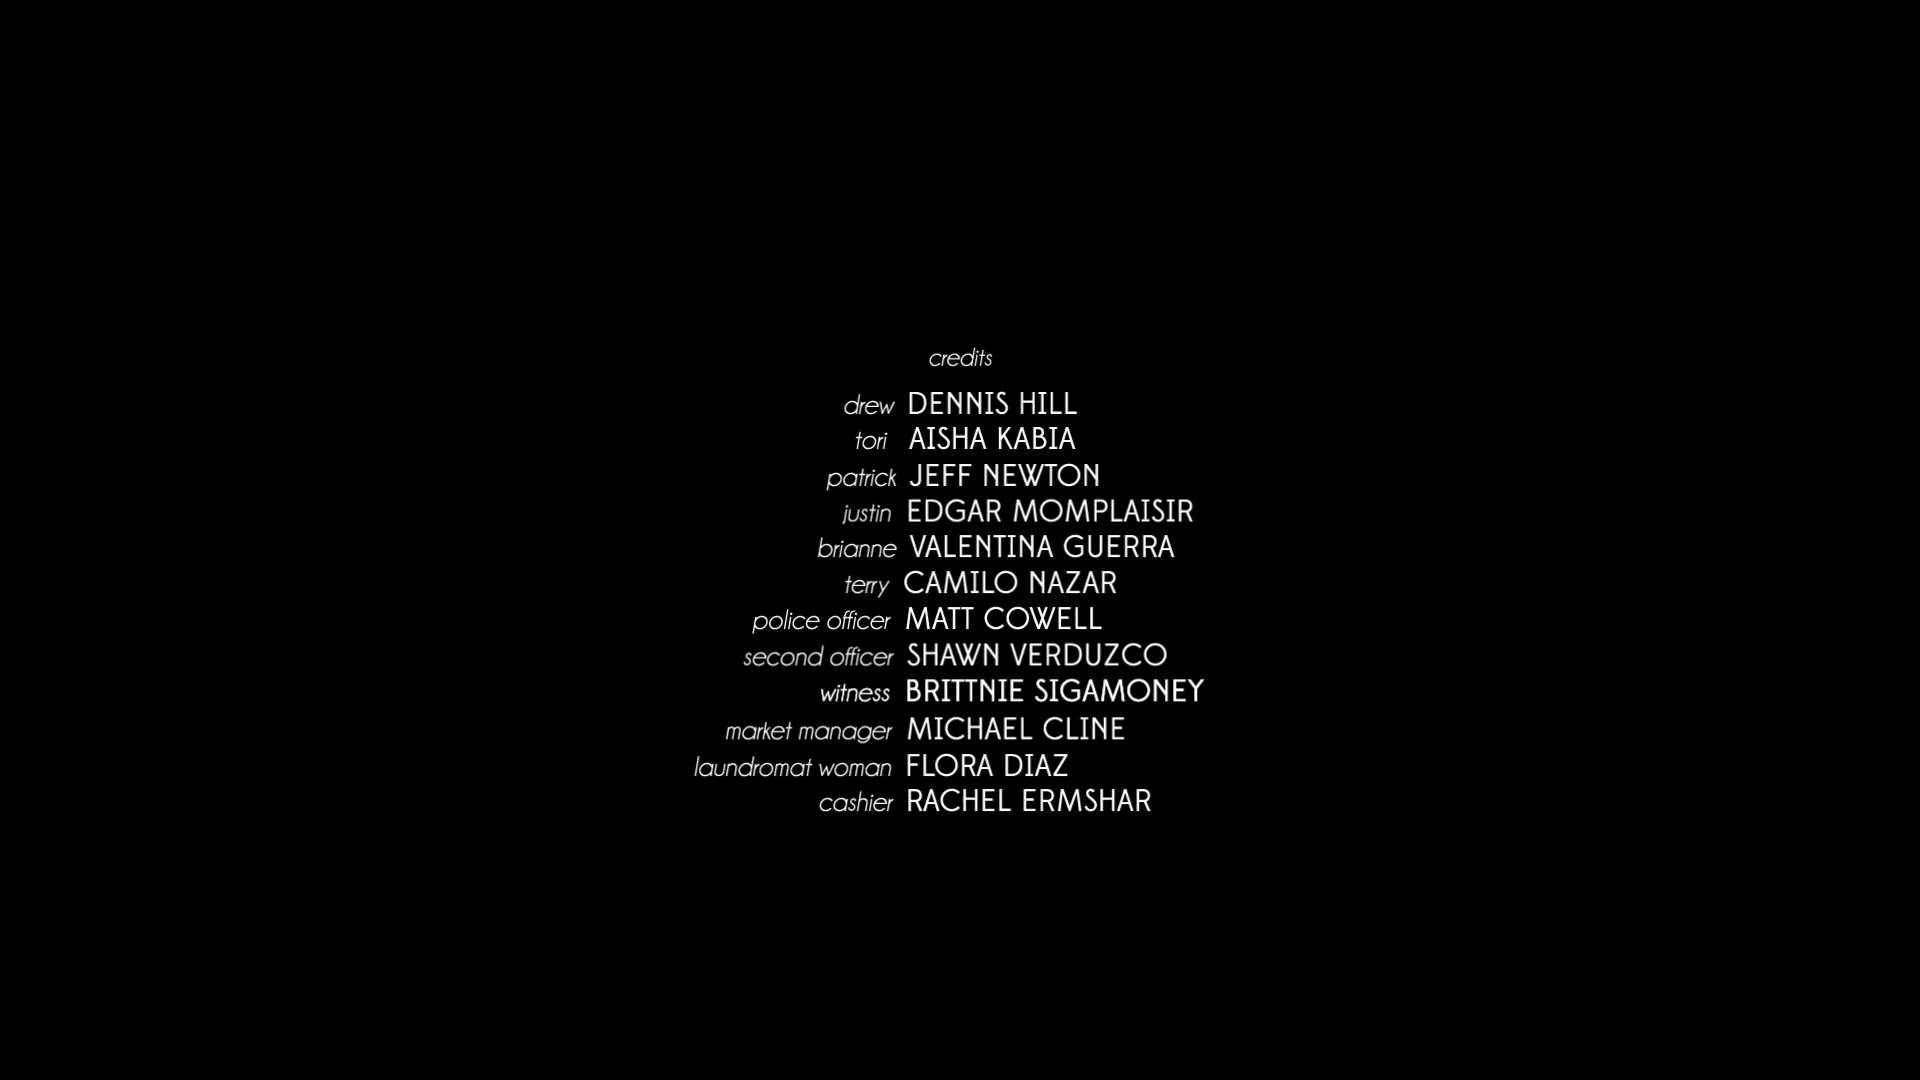 credits
drew DENNIS HILL
tori AISHA KABIA
patrick JEFF NEWTON
justin EDGAR MOMPLAISIR
brianne VALENTINA GUERRA
terry CAMILO NAZAR
police officer MATT COWELL
second officer SHAWN VERDUZCO
witness BRITTNIE SIGAMONEY
market manager MICHAEL CLINE
laundromat woman FLORA DIAZ
cashier RACHEL ERMSHAR